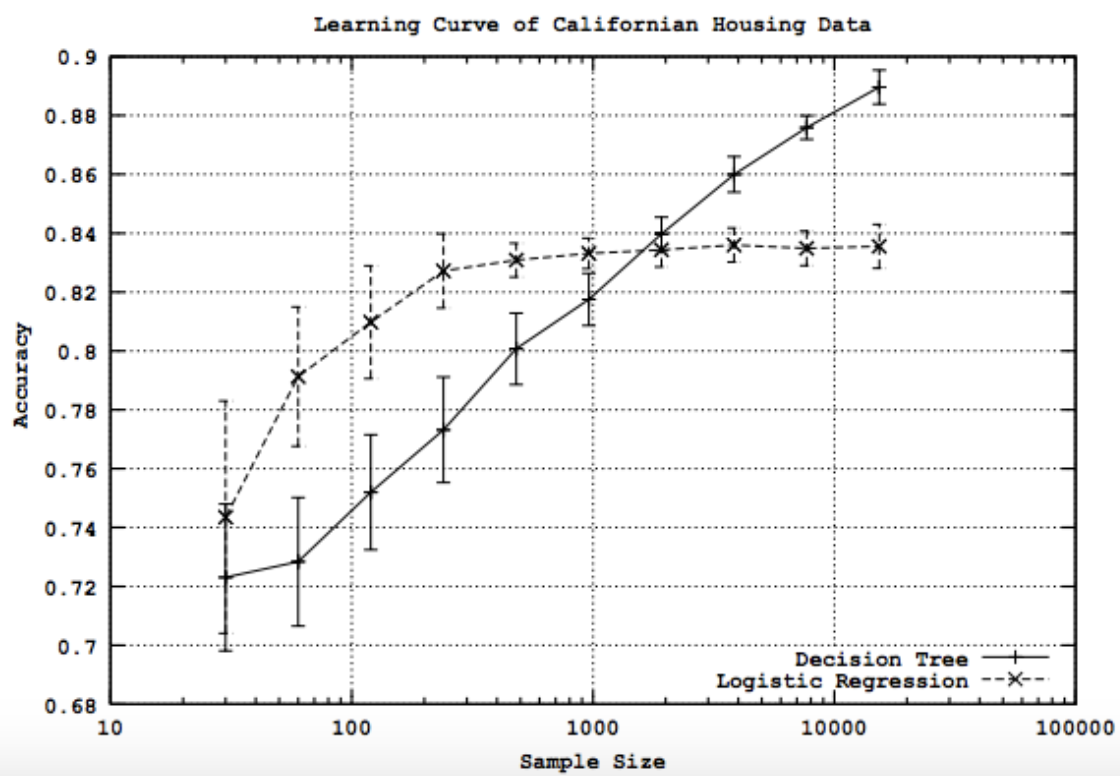 Learning Curve of Californian Housing Data
0.9
0.88
0.86
0.84
0.82
0.8
0.78
0.76
0.74
0.72
0.7
0.68
Accuracy
Decision Tree
Logistic Regression
10 100 1000 10000 100000
Sample Size